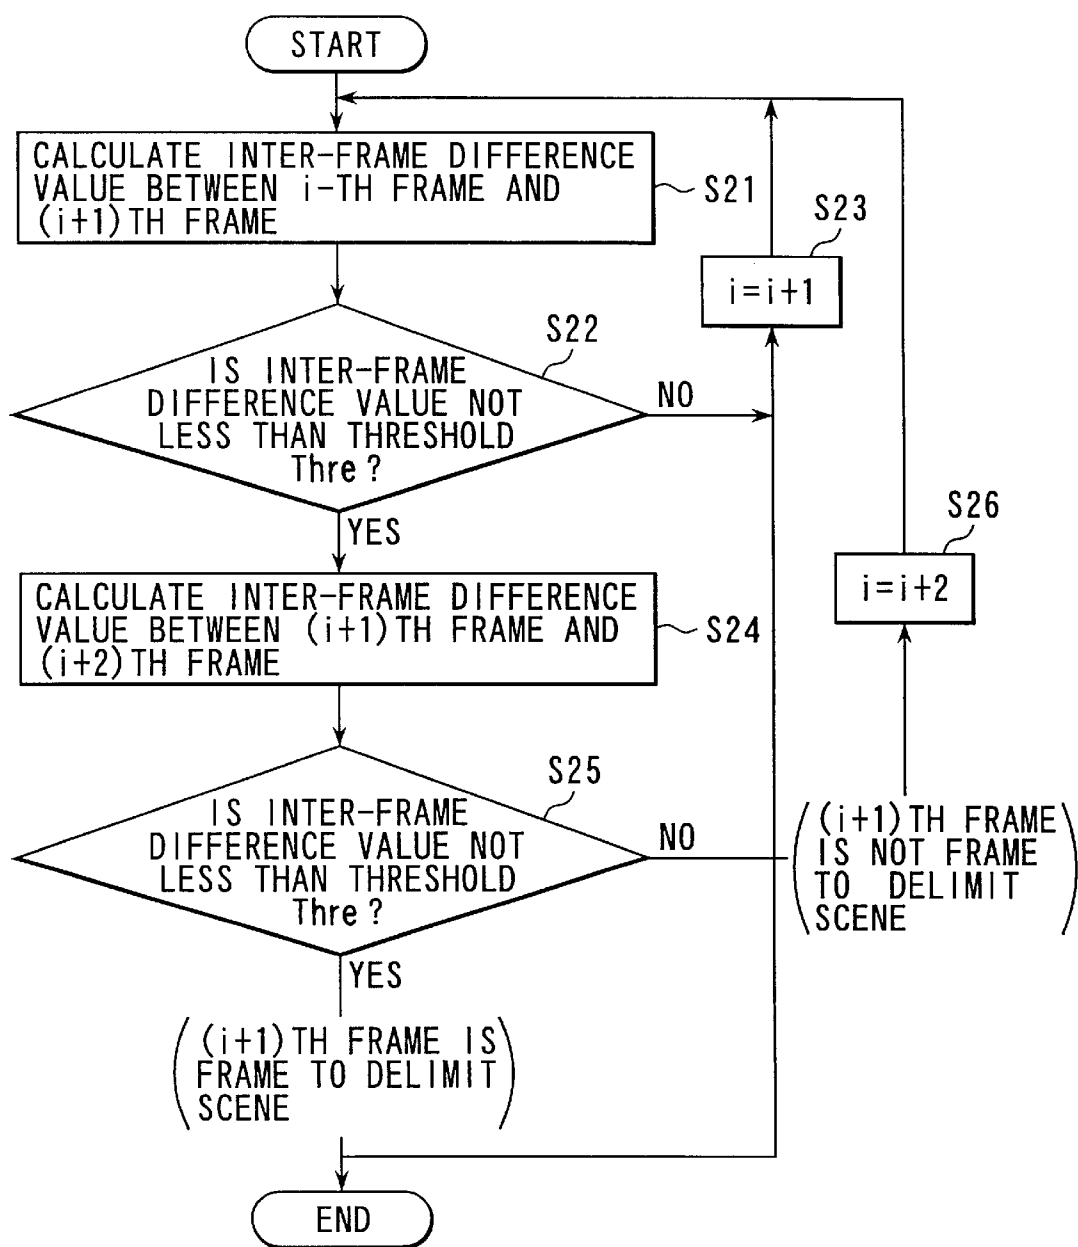 START
CALCULATE INTER-FRAME DIFFERENCE
VALUE BETWEEN i-TH FRAME AND
(i+1)TH FRAME
S21
S23
i=i+1
S22
IS INTER-FRAME
DIFFERENCE VALUE NOT
LESS THAN THRESHOLD
Thre?
NO
YES
S26
i=i+2
CALCULATE INTER-FRAME DIFFERENCE
VALUE BETWEEN (i+1)TH FRAME AND
(i+2)TH FRAME
S24
S25
IS INTER-FRAME
DIFFERENCE VALUE NOT
LESS THAN THRESHOLD
Thre?
NO
(i+1)TH FRAME
IS NOT FRAME
TO DELIMIT
SCENE
YES
(i+1)TH FRAME IS
FRAME TO DELIMIT
SCENE
END